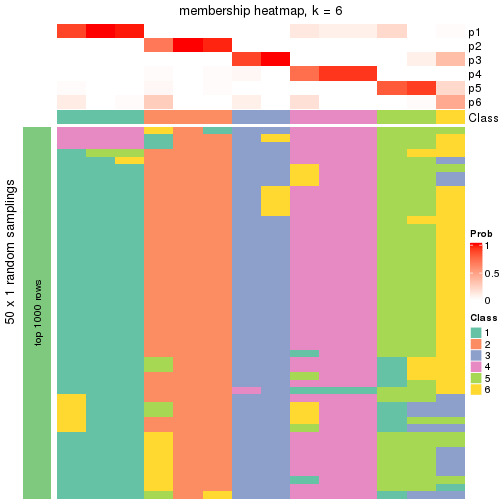 membership heatmap, k = 6
p1
p2
p3
p4
p5
p6
Class
50 x 1 random samplings
top 1000 rows
Prob
1
0.5
0
Class
1
2
3
4
5
6